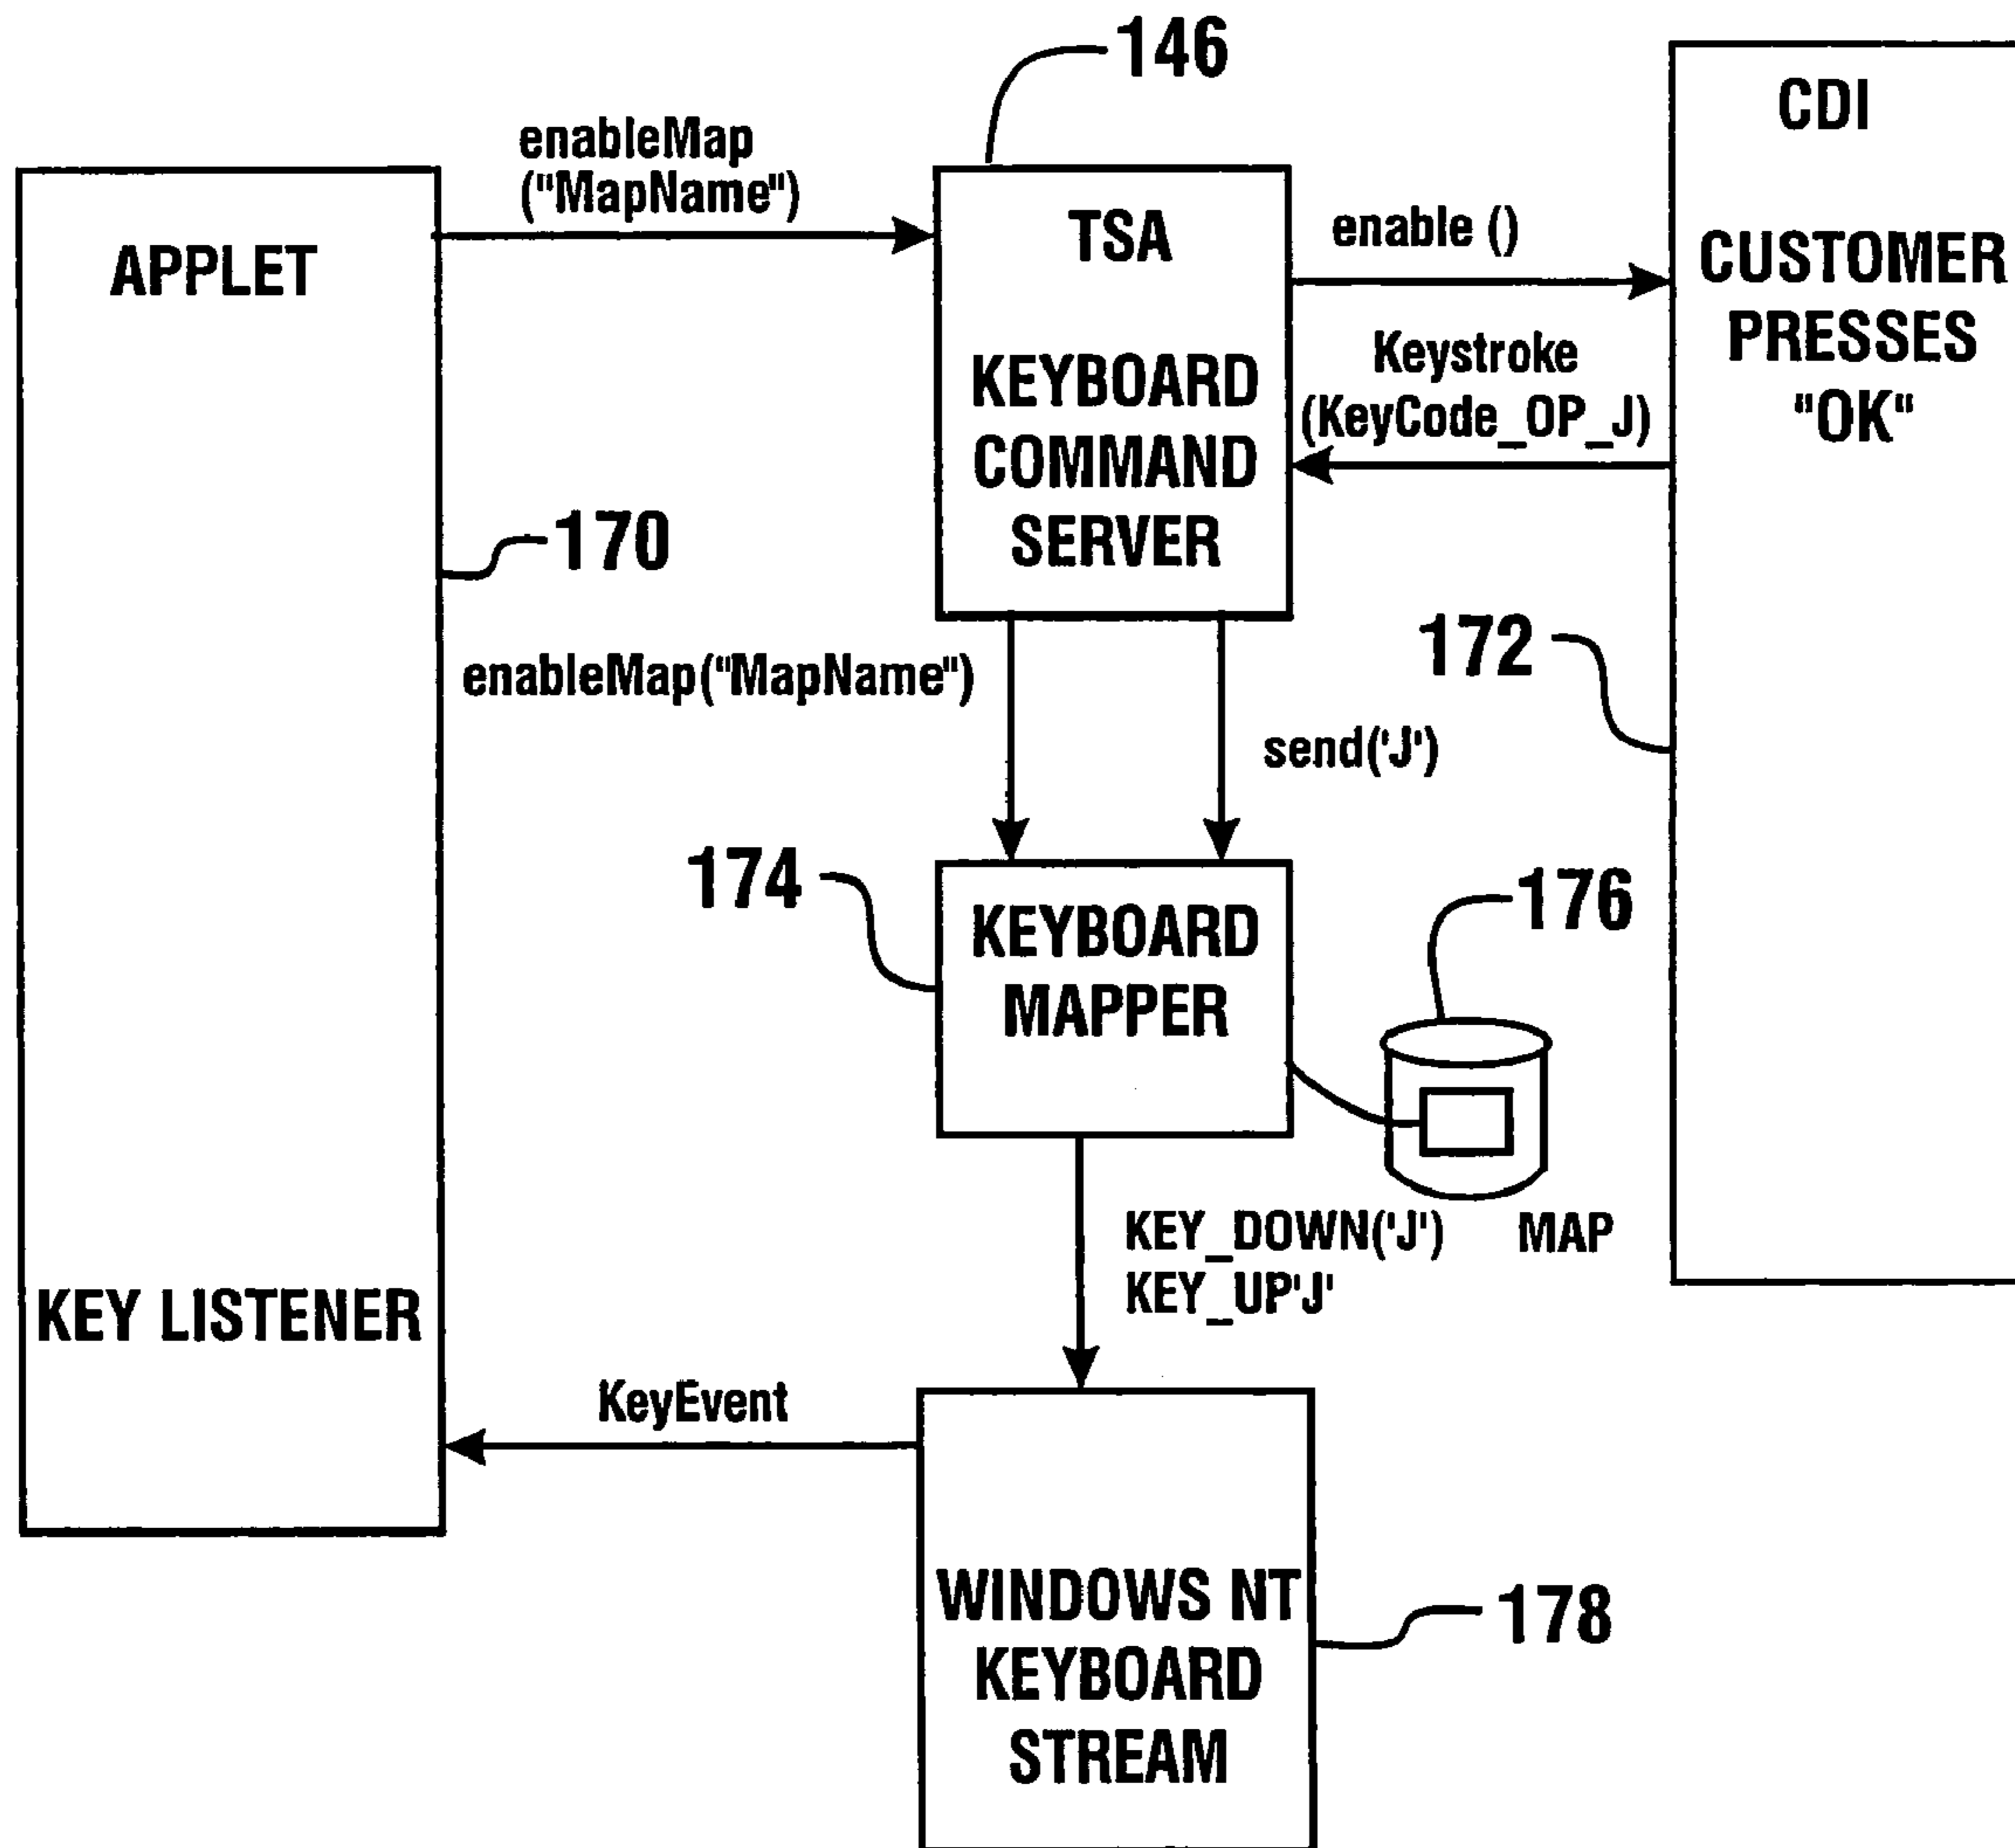 146
CDI
enableMap
("MapName")
APPLET
TSA
enable ()
CUSTOMER
PRESSES
"OK"
KEYBOARD
COMMAND
SERVER
Keystroke
(KeyCode_OP_J)
170
172
enableMap("MapName")
send('J')
174
KEYBOARD
MAPPER
176
KEY_DOWN('J')
KEY_UP'J'
MAP
KEY LISTENER
KeyEvent
WINDOWS NT
KEYBOARD
STREAM
178